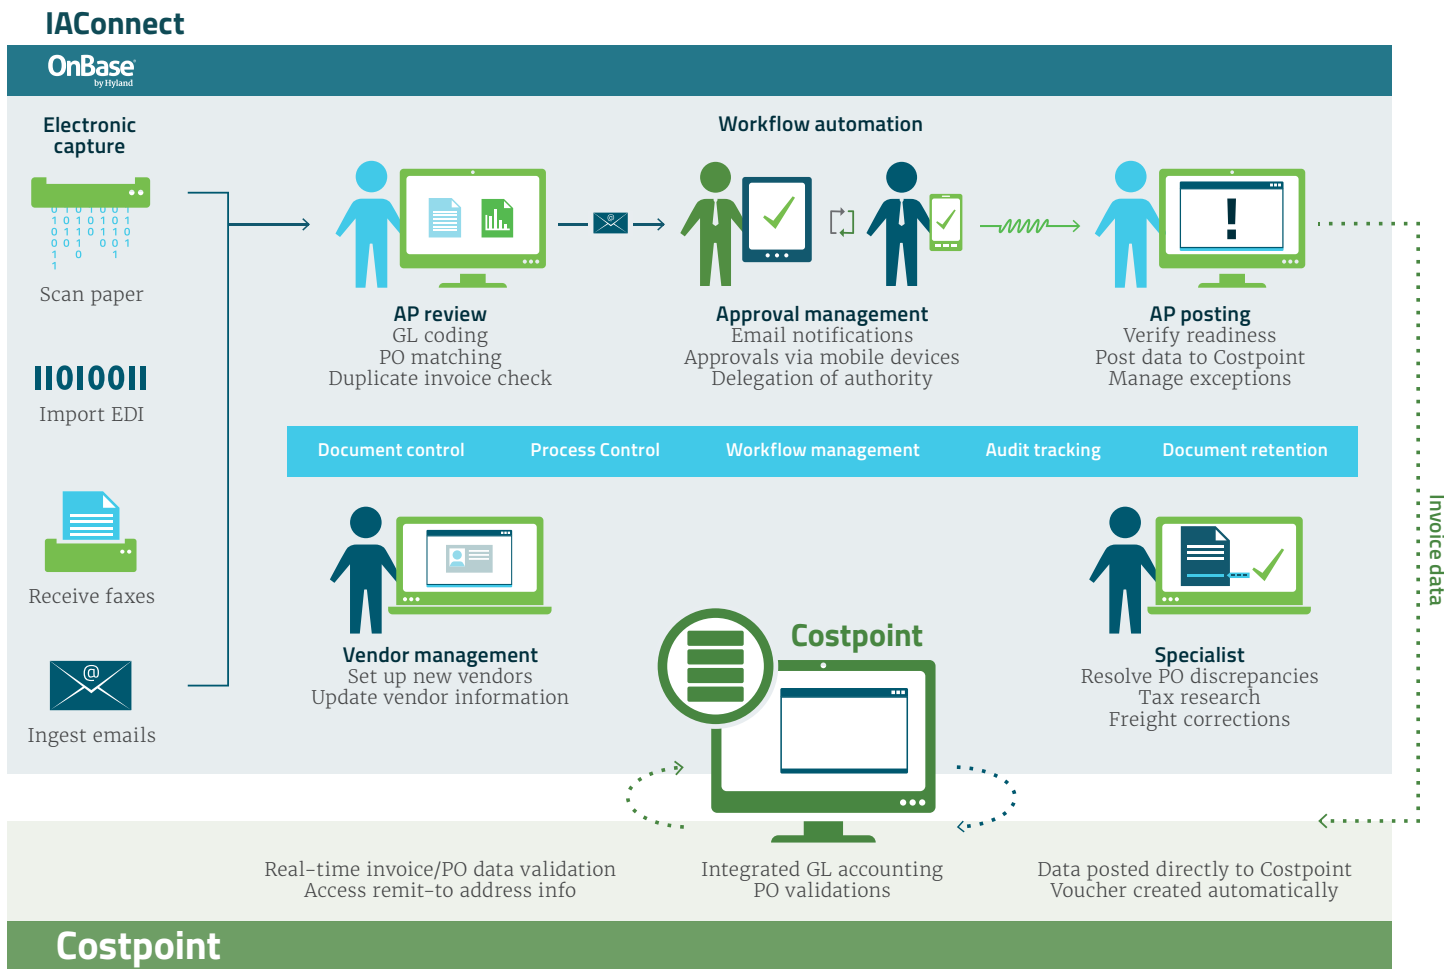 IAConnect
OnBase
by Hyland
Electronic
capture
Scan paper
11010011
Import EDI
Receive faxes
@
Ingest emails
Workflow automation
AP review
GL coding
PO matching
Duplicate invoice check
@
Approval management
Email notifications
Approvals via mobile devices
Delegation of authority
!
AP posting
Verify readiness
Post data to Costpoint
Manage exceptions
Document control
Process Control
Workflow management
Audit tracking
Document retention
Vendor management
Set up new vendors
Update vendor information
Costpoint
Specialist
Resolve PO discrepancies
Tax research
Freight corrections
Invoice data
Real-time invoice/PO data validation
Access remit-to address info
Integrated GL accounting
PO validations
Data posted directly to Costpoint
Voucher created automatically
Costpoint